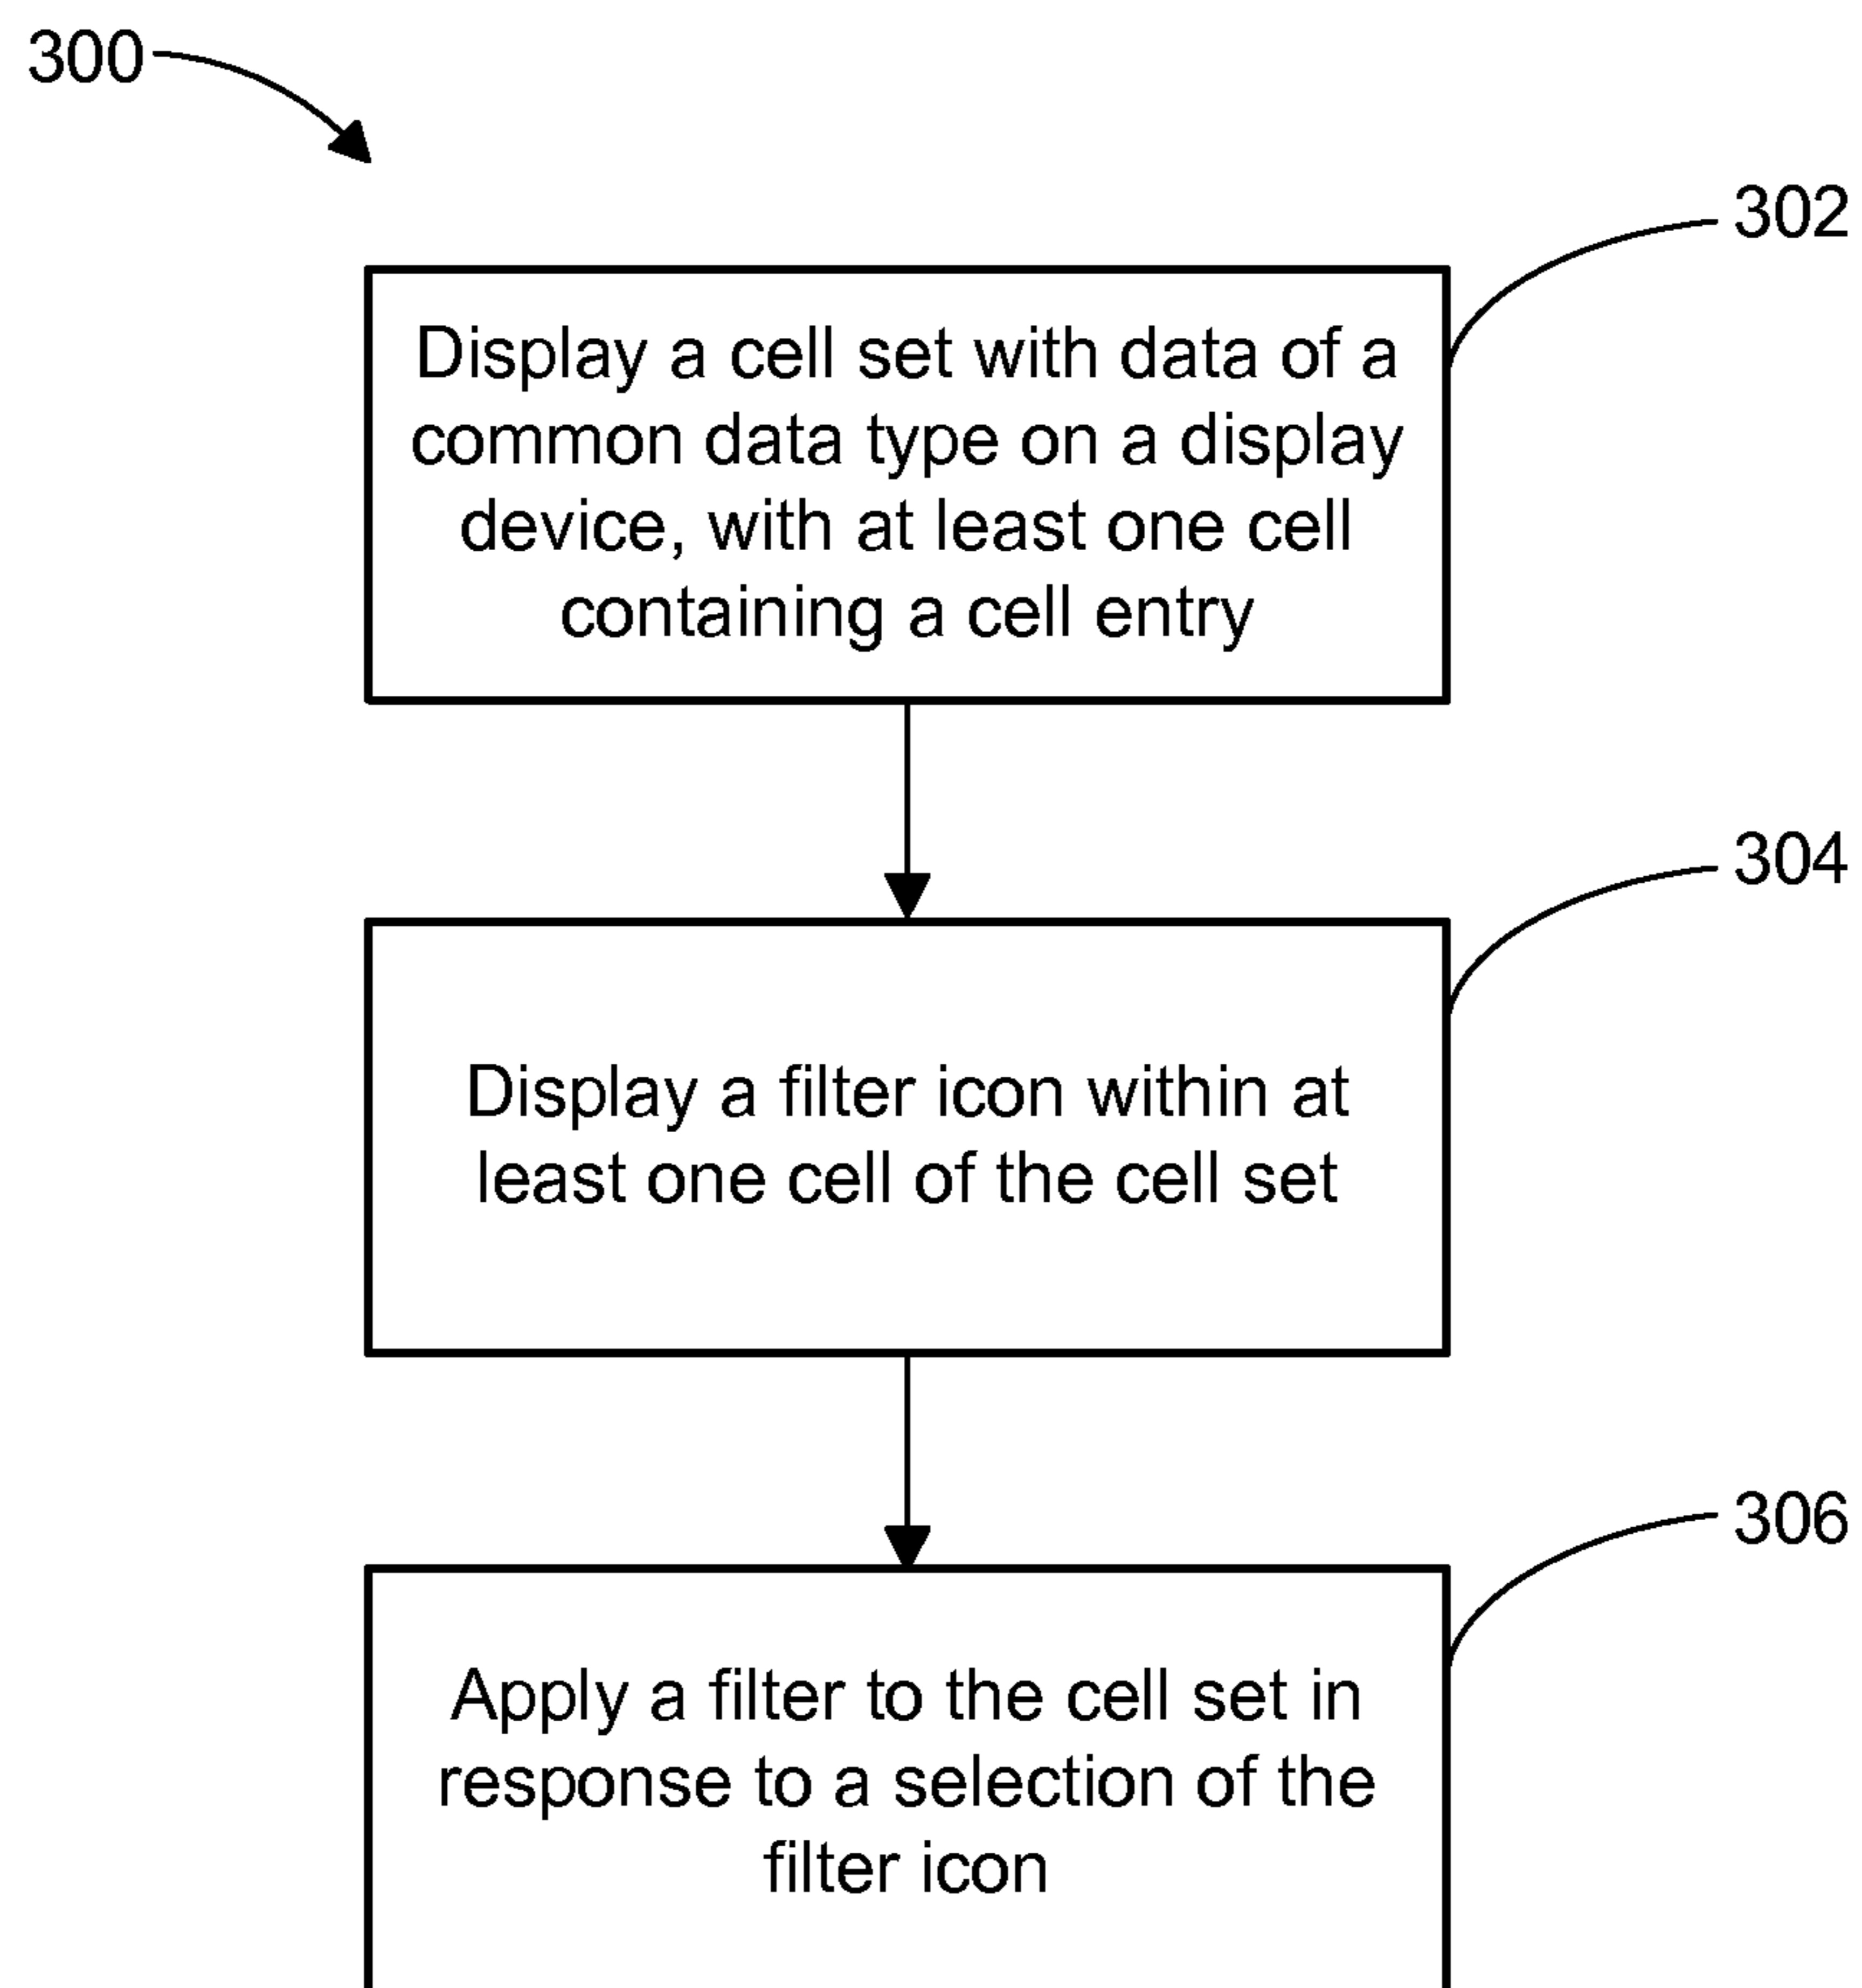 300
302
Display a cell set with data of a
common data type on a display
device, with at least one cell
containing a cell entry
304
Display a filter icon within at
least one cell of the cell set
306
Apply a filter to the cell set in
response to a selection of the
filter icon